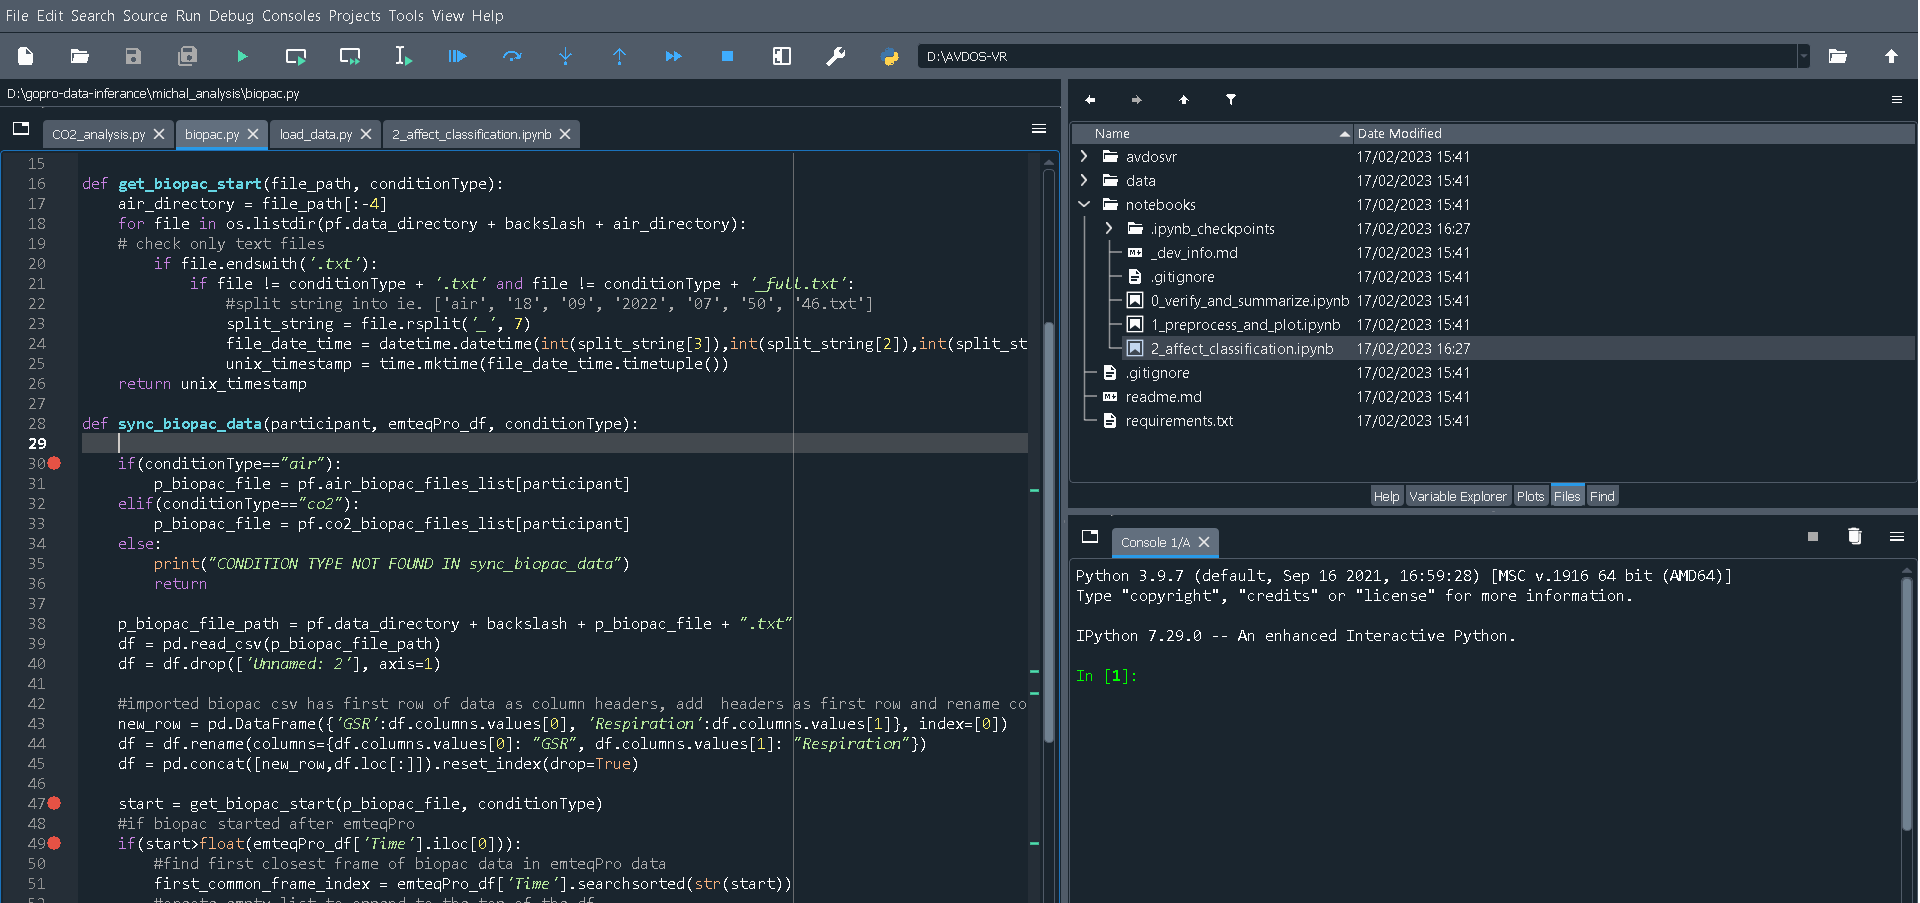 File Edit Search Source Run Debug Consoles Projects Tools View Help
D:\AVDOS-VR
D:\gopro-data-inferance\michal_analysis\biopac.py
CO2_analysis.py biopac.py load_data.py 2_affect_classification.ipynb
15
16 def get_biopac_start(file_path, conditionType):
17 air_directory = file_path[:-4]
18 for file in os.listdir(pf.data_directory + backslash + air_directory):
19 # check only text files
20 if file.endswith('.txt'):
21 if file != conditionType + '.txt' and file != conditionType + '_full.txt':
22 #split string into ie. ['air', '18', '09', '2022', '07', '50', '46.txt']
23 split_string = file.rsplit('_', 7)
24 file_date_time = datetime.datetime(int(split_string[3]),int(split_string[2]),int(split_st
25 unix_timestamp = time.mktime(file_date_time.timetuple())
26 return unix_timestamp
27
28 def sync_biopac_data(participant, emteqPro_df, conditionType):
29
30 if(conditionType=="air"):
31 p_biopac_file = pf.air_biopac_files_list[participant]
32 elif(conditionType=="co2"):
33 p_biopac_file = pf.co2_biopac_files_list[participant]
34 else:
35 print("CONDITION TYPE NOT FOUND IN sync_biopac_data")
36 return
37
38 p_biopac_file_path = pf.data_directory + backslash + p_biopac_file + ".txt"
39 df = pd.read_csv(p_biopac_file_path)
40 df = df.drop(['Unnamed: 2'], axis=1)
41
42 #imported biopac csv has first row of data as column headers, add  headers as first row and rename co
43 new_row = pd.DataFrame({'GSR':df.columns.values[0], 'Respiration':df.columns.values[1]}, index=[0])
44 df = df.rename(columns={df.columns.values[0]: "GSR", df.columns.values[1]: "Respiration"})
45 df = pd.concat([new_row,df.loc[:]]).reset_index(drop=True)
46
47 start = get_biopac_start(p_biopac_file, conditionType)
48 #if biopac started after emteqPro
49 if(start>float(emteqPro_df['Time'].iloc[0])):
50 #find first closest frame of biopac data in emteqPro data
51 first_common_frame_index = emteqPro_df['Time'].searchsorted(str(start))
52 #create empty list to append to the top of the df
Name Date Modified
avdosvr 17/02/2023 15:41
data 17/02/2023 15:41
notebooks 17/02/2023 15:41
.ipynb_checkpoints 17/02/2023 16:27
_dev_info.md 17/02/2023 15:41
.gitignore 17/02/2023 15:41
0_verify_and_summarize.ipynb 17/02/2023 15:41
1_preprocess_and_plot.ipynb 17/02/2023 15:41
2_affect_classification.ipynb 17/02/2023 16:27
.gitignore 17/02/2023 15:41
readme.md 17/02/2023 15:41
requirements.txt 17/02/2023 15:41
Help Variable Explorer Plots Files Find
Console 1/A
Python 3.9.7 (default, Sep 16 2021, 16:59:28) [MSC v.1916 64 bit (AMD64)]
Type "copyright", "credits" or "license" for more information.
IPython 7.29.0 -- An enhanced Interactive Python.
In [1]: